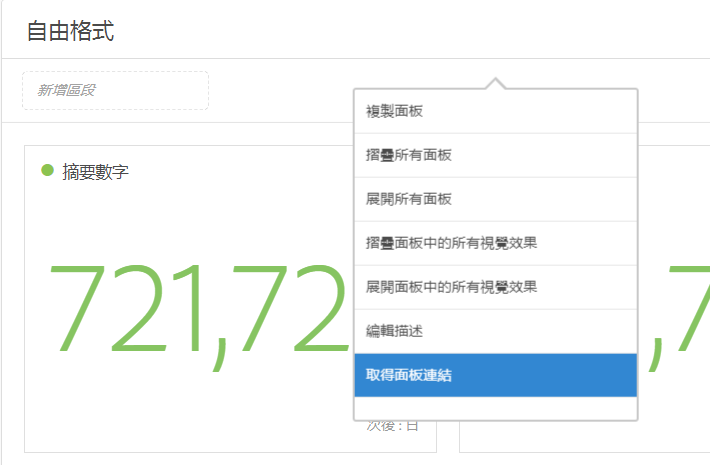 自由格式
新增區段
複製面板
摺疊所有面板
摘要數字
展開所有面板
摺疊面板中的所有視覺效果
721,72
,7
展開面板中的所有視覺效果
編輯描述
取得面板連結
次後 : 日